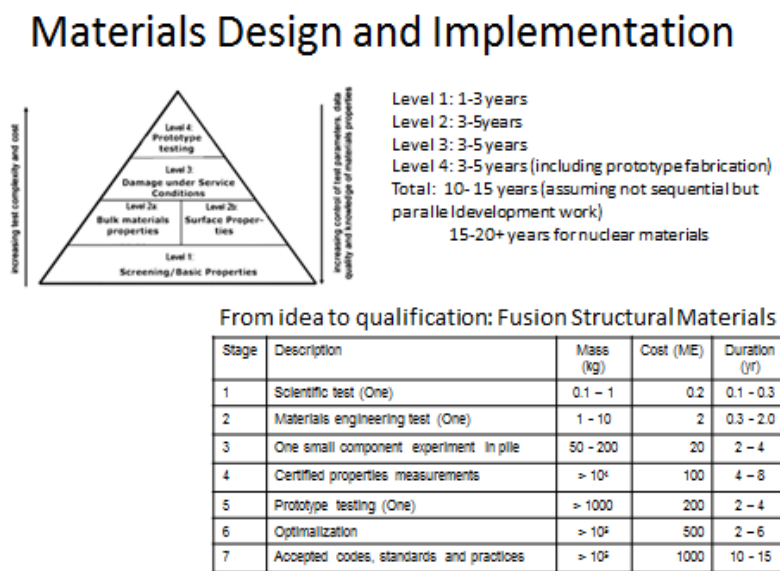 Materials Design and Implementation
increasing test complexity and cost
Level 4:
Prototype
testing
Level 3:
Damage under Service
Conditions
Level 2a:
Bulk materials
properties
Level 2b:
Surface Proper-
ties
Level 1:
Screening/Basic Properties
increasing control of test parameters, data
quality and knowledge of materials properties
Level 1: 1-3 years
Level 2: 3-5years
Level 3: 3-5 years
Level 4: 3-5 years (including prototype fabrication)
Total: 10- 15 years (assuming not sequential but
parallel development work)
15-20+ years for nuclear materials
From idea to qualification: Fusion Structural Materials
Stage Description Mass (kg) Cost (ME) Duration (yr)
1 Scientific test (One) 0.1 – 1 0.2 0.1 - 0.3
2 Materials engineering test (One) 1 - 10 2 0.3 - 2.0
3 One small component experiment in pile 50 - 200 20 2 – 4
4 Certified properties measurements > 10⁴ 100 4 – 8
5 Prototype testing (One) > 1000 200 2 – 4
6 Optimalization > 10⁵ 500 2 – 6
7 Accepted codes, standards and practices > 10⁵ 1000 10 - 15